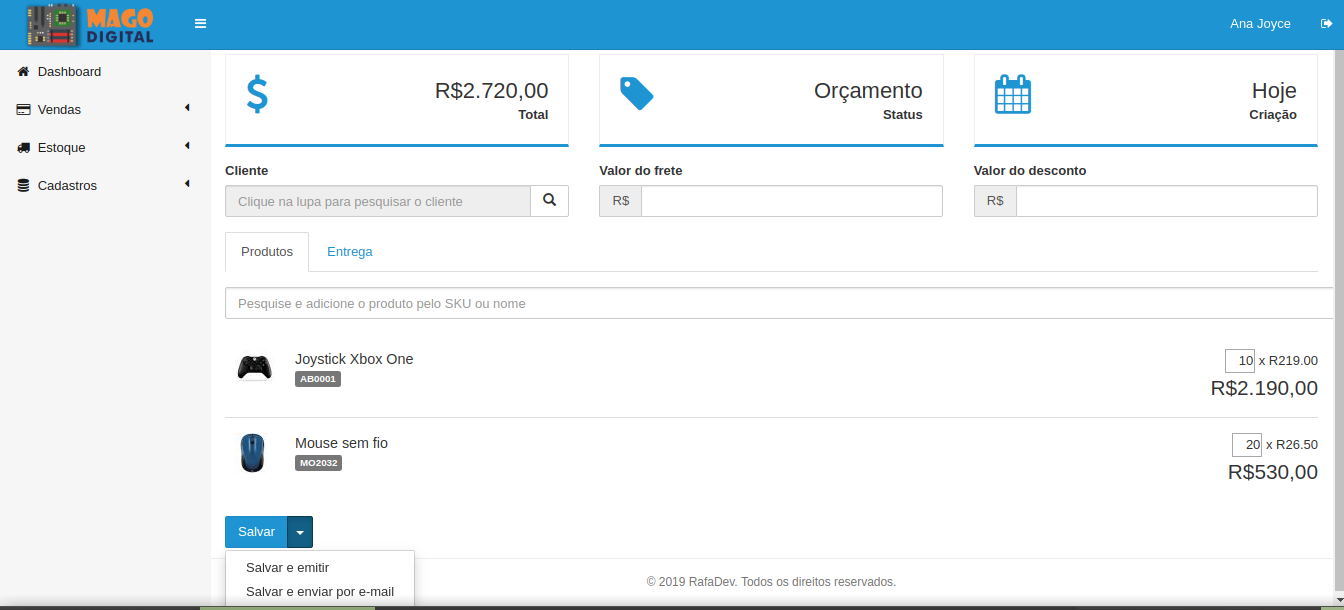 MAGO
DIGITAL
Ana Joyce
Dashboard
Vendas
Estoque
Cadastros
R$2.720,00
Total
Orçamento
Status
Hoje
Criação
Cliente
Clique na lupa para pesquisar o cliente
Valor do frete
R$
Valor do desconto
R$
Produtos
Entrega
Pesquise e adicione o produto pelo SKU ou nome
Joystick Xbox One
AB0001
10 x R219.00
R$2.190,00
Mouse sem fio
MO2032
20 x R26.50
R$530,00
Salvar
Salvar e emitir
Salvar e enviar por e-mail
© 2019 RafaDev. Todos os direitos reservados.